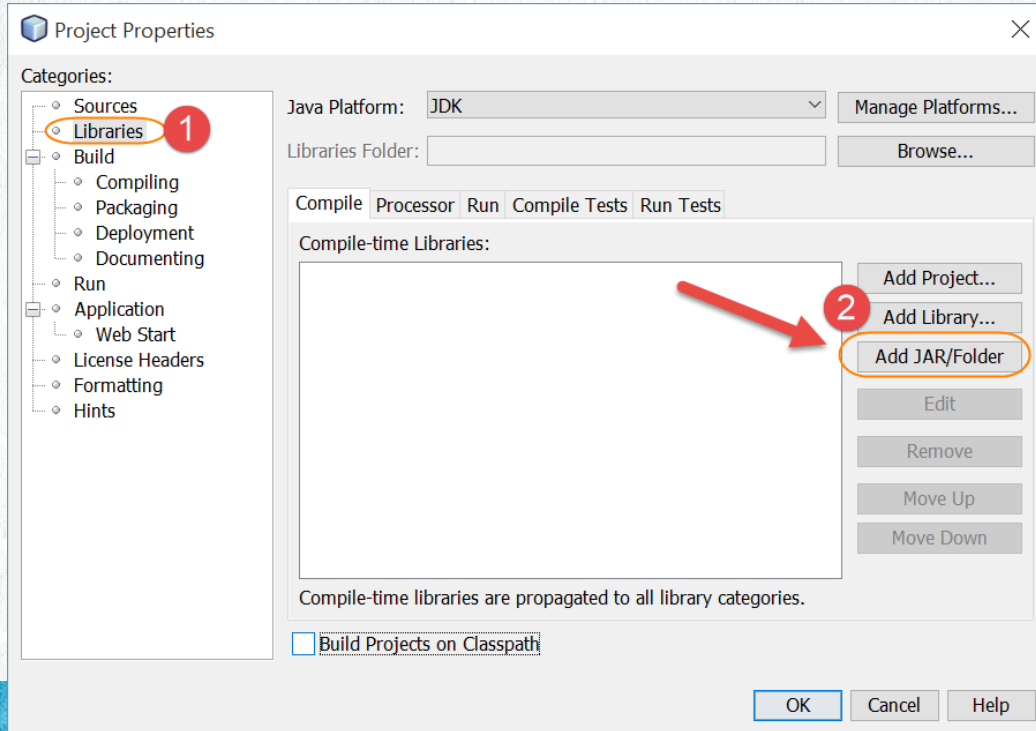 Project Properties
Categories:
Sources
Libraries
1
Build
Compiling
Packaging
Deployment
Documenting
Run
Application
Web Start
License Headers
Formatting
Hints
Java Platform: JDK Manage Platforms...
Libraries Folder: Browse...
Compile Processor Run Compile Tests Run Tests
Compile-time Libraries:
Add Project...
2
Add Library...
Add JAR/Folder
Edit
Remove
Move Up
Move Down
Compile-time libraries are propagated to all library categories.
Build Projects on Classpath
OK Cancel Help